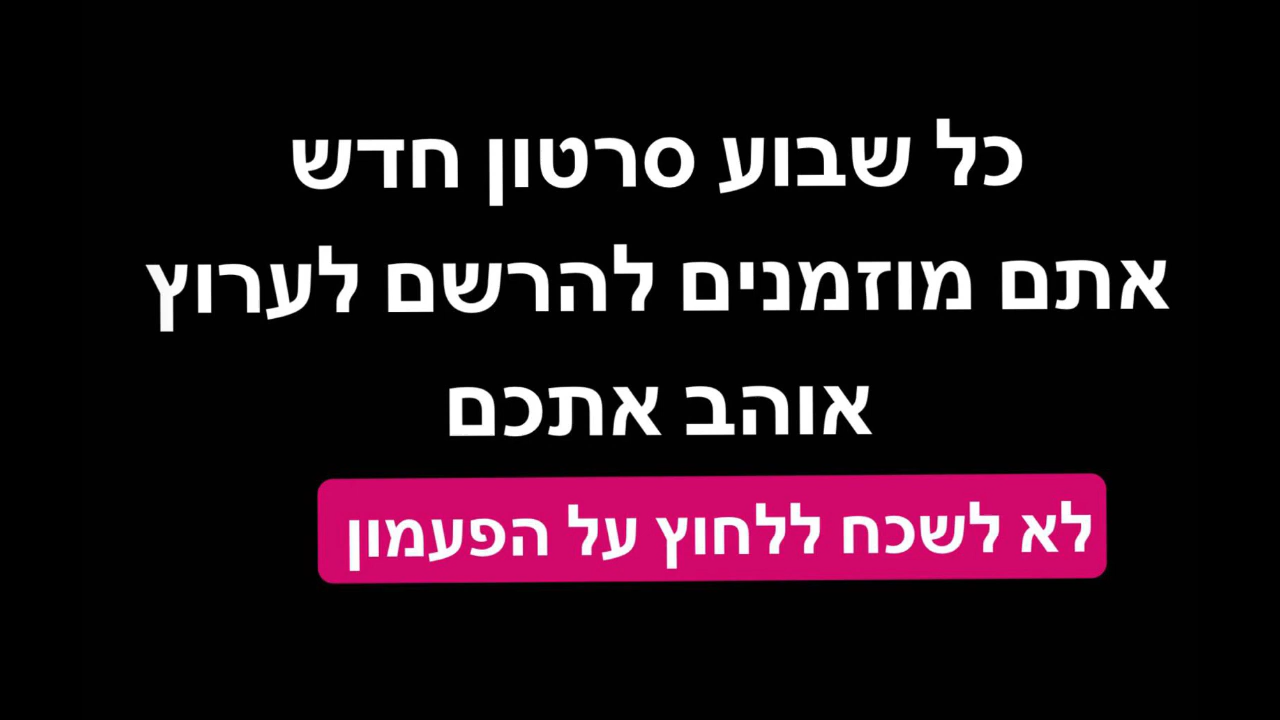 כל שבוע סרטון חדש
אתם מוזמנים להרשם לערוץ
אוהב אתכם
לא לשכח ללחוץ על הפעמון